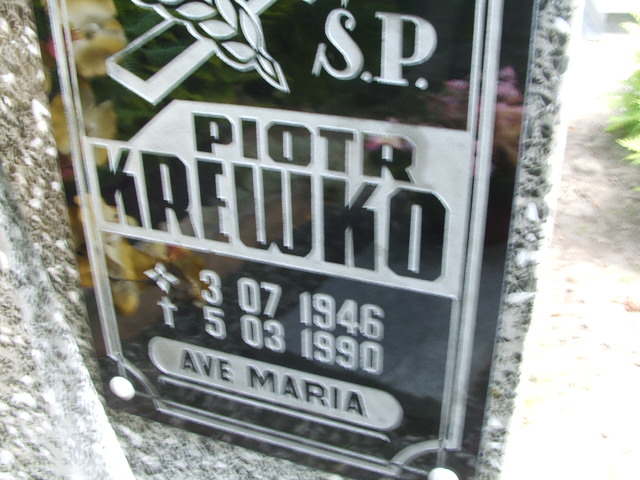 Ś.P.
PIOTR
KREWKO
3 07 1946
5 03 1990
AVE MARIA